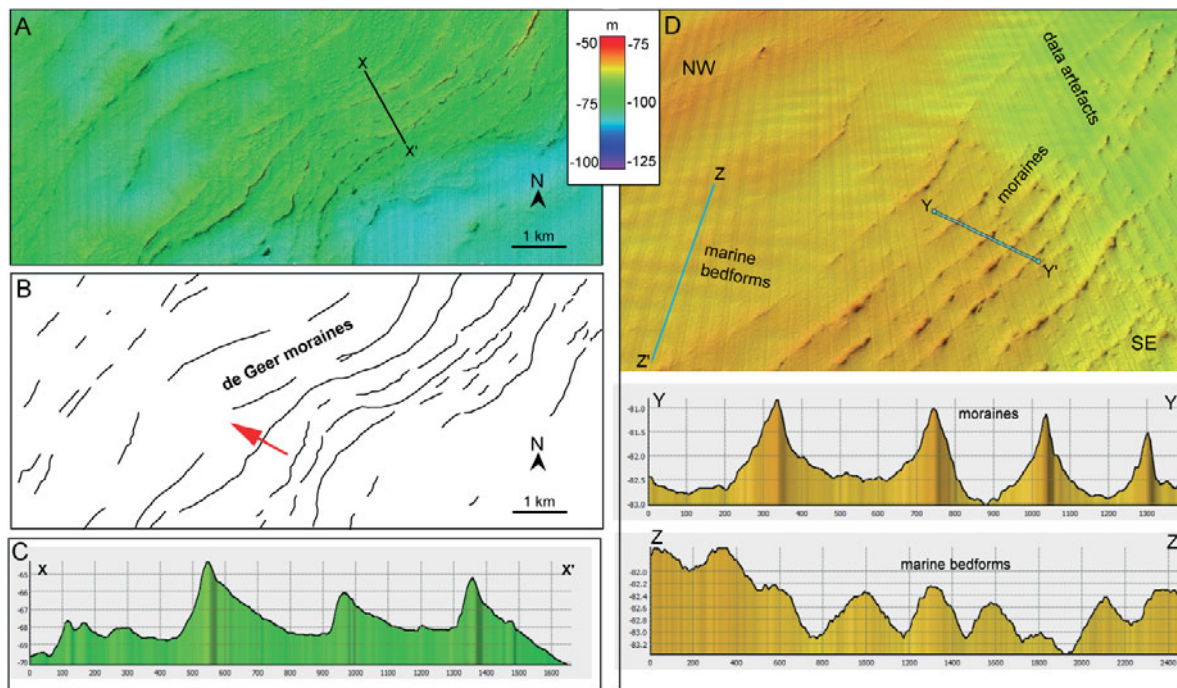 A
X
X'
N
1 km
m
-50
-75
-75
-100
-100
-125
B
de Geer moraines
N
1 km
C
X
X'
-65
-66
-67
-68
-69
-70
0 100 200 300 400 500 600 700 800 900 1000 1100 1200 1300 1400 1500 1600
D
NW
data artefacts
moraines
Z
Y
Y'
marine
bedforms
Z'
SE
Y
moraines
Y
-81.0
-81.5
-82.0
-82.5
-83.0
0 100 200 300 400 500 600 700 800 900 1000 1100 1200 1300
Z
marine bedforms
Z
-82.0
-82.4
-82.6
-82.8
-83.0
-83.2
0 200 400 600 800 1000 1200 1400 1600 1800 2000 2200 2400